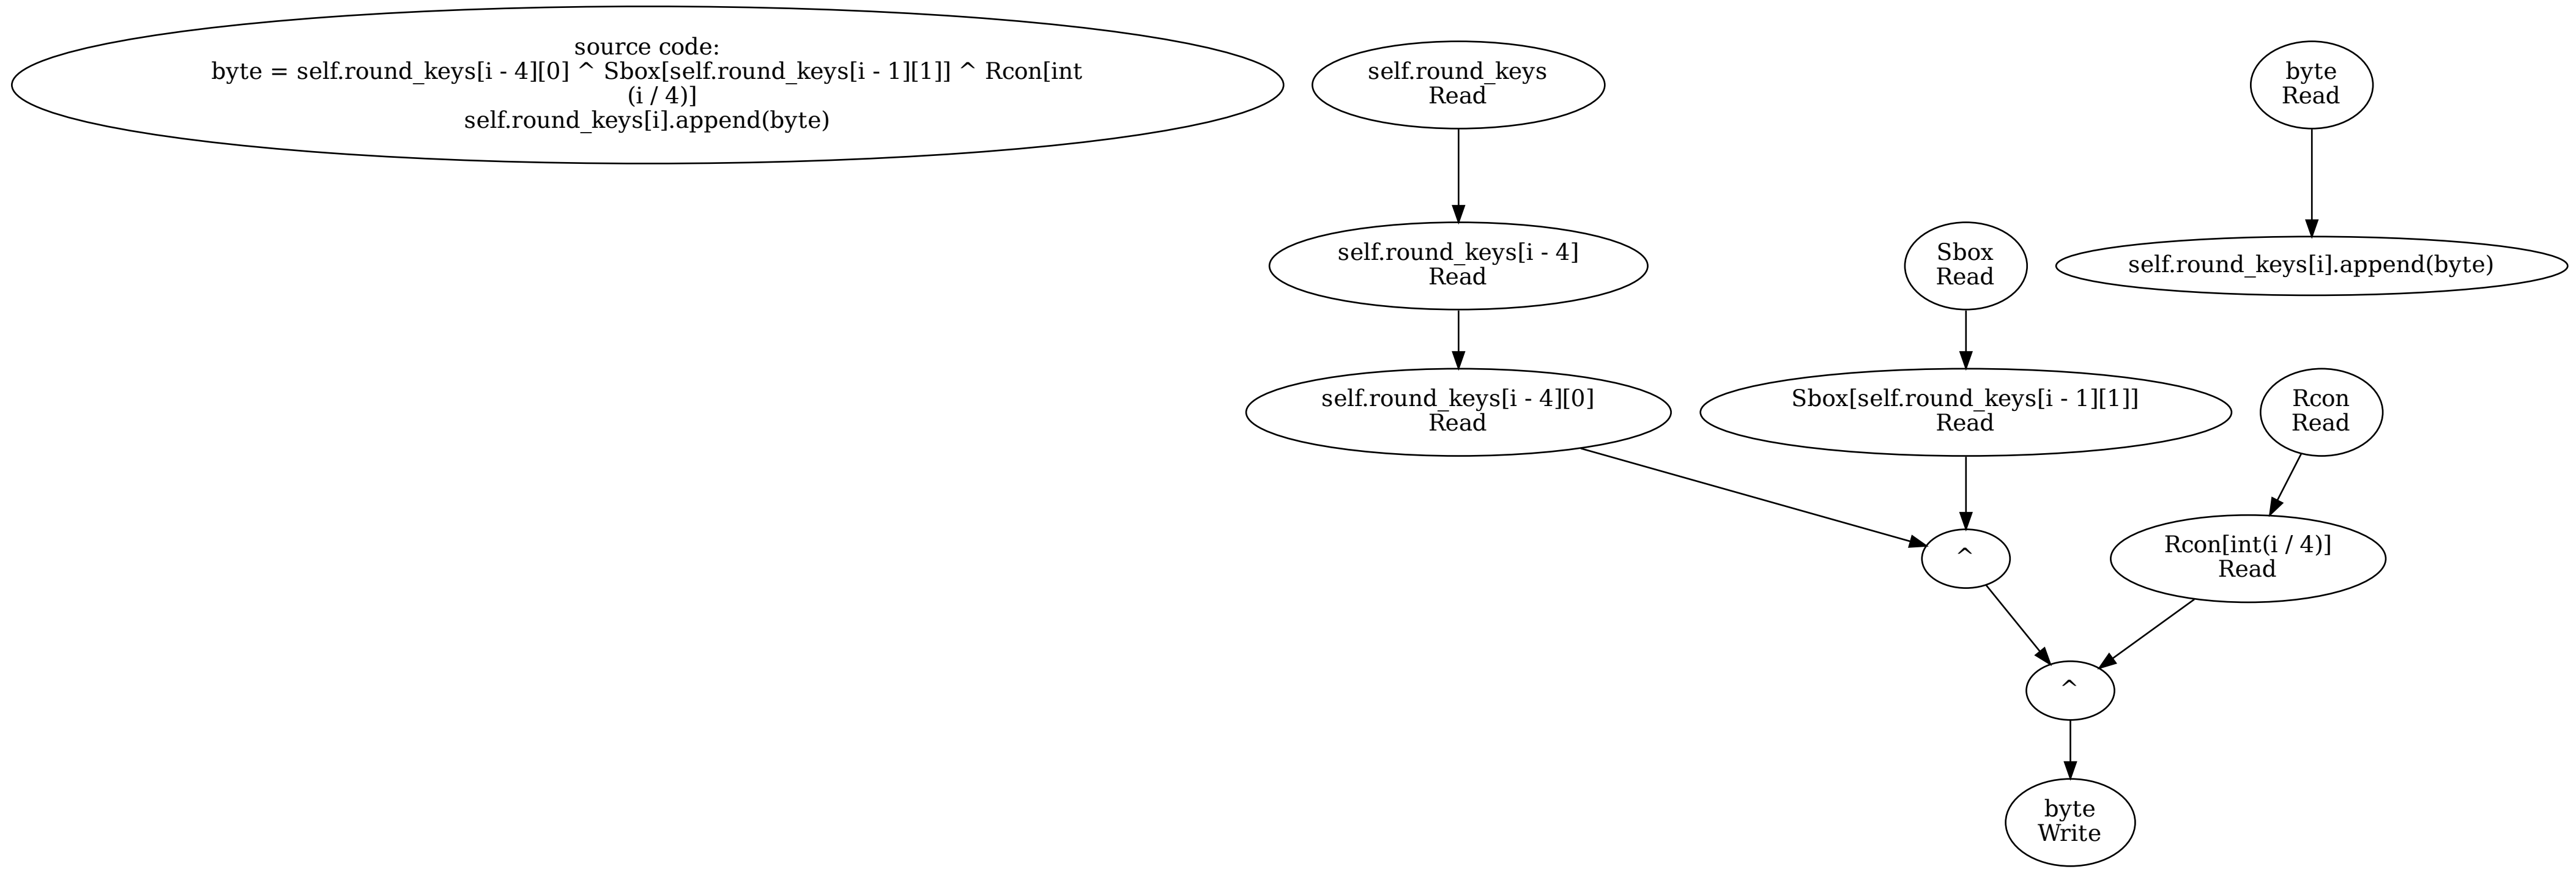 source code:
byte = self.round_keys[i - 4][0] ^ Sbox[self.round_keys[i - 1][1]] ^ Rcon[int
(i / 4)]
self.round_keys[i].append(byte)
self.round_keys
Read
byte
Read
self.round_keys[i - 4]
Read
Sbox
Read
self.round_keys[i].append(byte)
self.round_keys[i - 4][0]
Read
Sbox[self.round_keys[i - 1][1]]
Read
Rcon
Read
^
Rcon[int(i / 4)]
Read
^
byte
Write